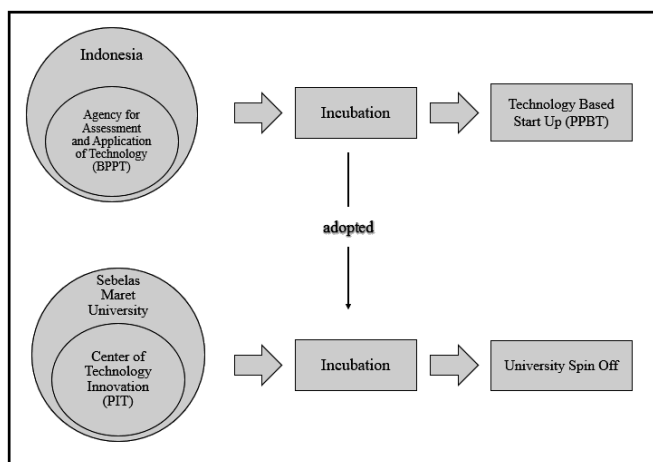 Indonesia
Agency for
Assessment
and Application
of Technology
(BPPT)
Incubation
Technology Based
Start Up (PPBT)
adopted
Sebelas
Maret
University
Center of
Technology
Innovation
(PIT)
Incubation
University Spin Off